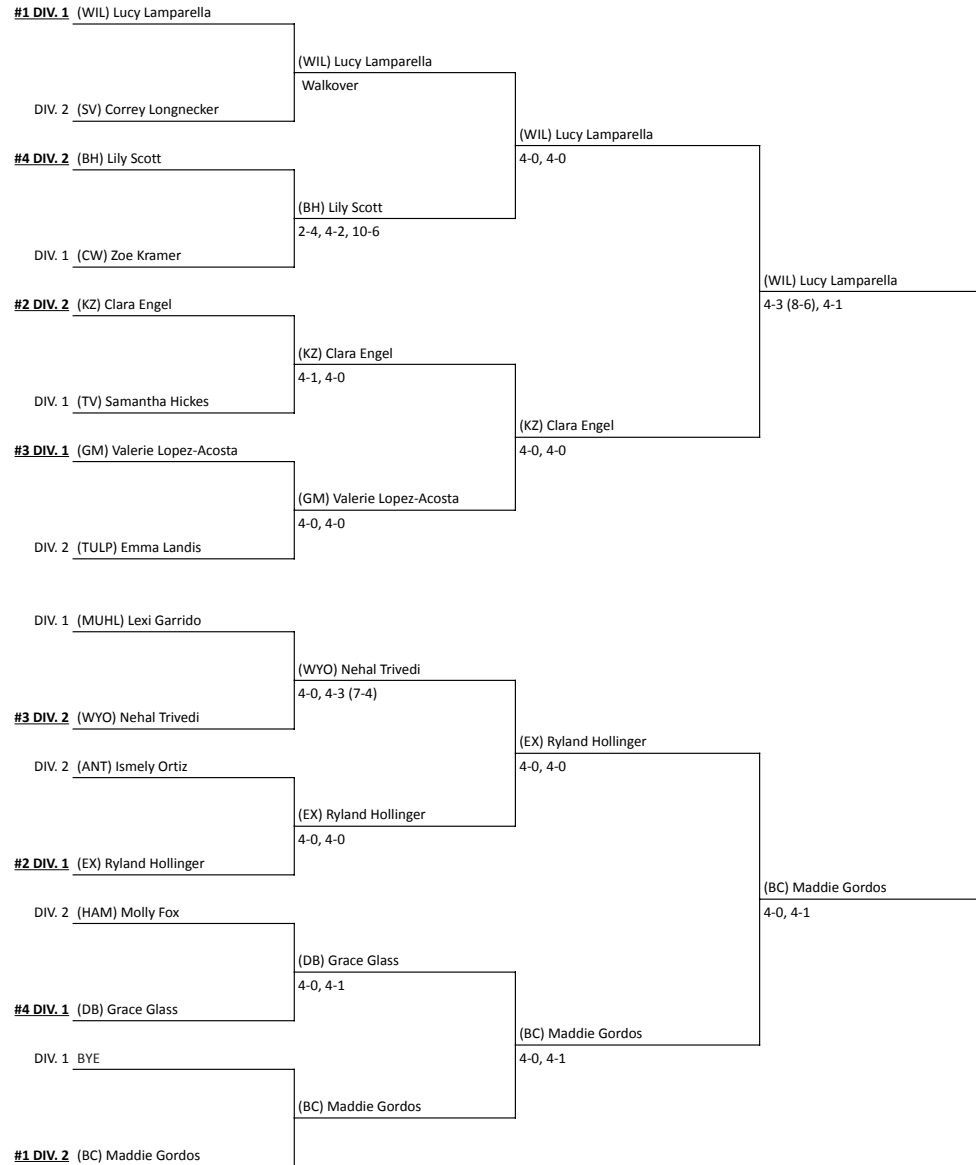 #1 DIV. 1 (WIL) Lucy Lamparella
(WIL) Lucy Lamparella
Walkover
DIV. 2 (SV) Correy Longnecker
(WIL) Lucy Lamparella
4-0, 4-0
#4 DIV. 2 (BH) Lily Scott
(BH) Lily Scott
2-4, 4-2, 10-6
DIV. 1 (CW) Zoe Kramer
(WIL) Lucy Lamparella
4-3 (8-6), 4-1
#2 DIV. 2 (KZ) Clara Engel
(KZ) Clara Engel
4-1, 4-0
DIV. 1 (TV) Samantha Hickes
(KZ) Clara Engel
4-0, 4-0
#3 DIV. 1 (GM) Valerie Lopez-Acosta
(GM) Valerie Lopez-Acosta
4-0, 4-0
DIV. 2 (TULP) Emma Landis
DIV. 1 (MUHL) Lexi Garrido
(WYO) Nehal Trivedi
4-0, 4-3 (7-4)
#3 DIV. 2 (WYO) Nehal Trivedi
(EX) Ryland Hollinger
4-0, 4-0
DIV. 2 (ANT) Ismely Ortiz
(EX) Ryland Hollinger
4-0, 4-0
#2 DIV. 1 (EX) Ryland Hollinger
(BC) Maddie Gordos
4-0, 4-1
DIV. 2 (HAM) Molly Fox
(DB) Grace Glass
4-0, 4-1
#4 DIV. 1 (DB) Grace Glass
(BC) Maddie Gordos
4-0, 4-1
DIV. 1 BYE
(BC) Maddie Gordos
#1 DIV. 2 (BC) Maddie Gordos